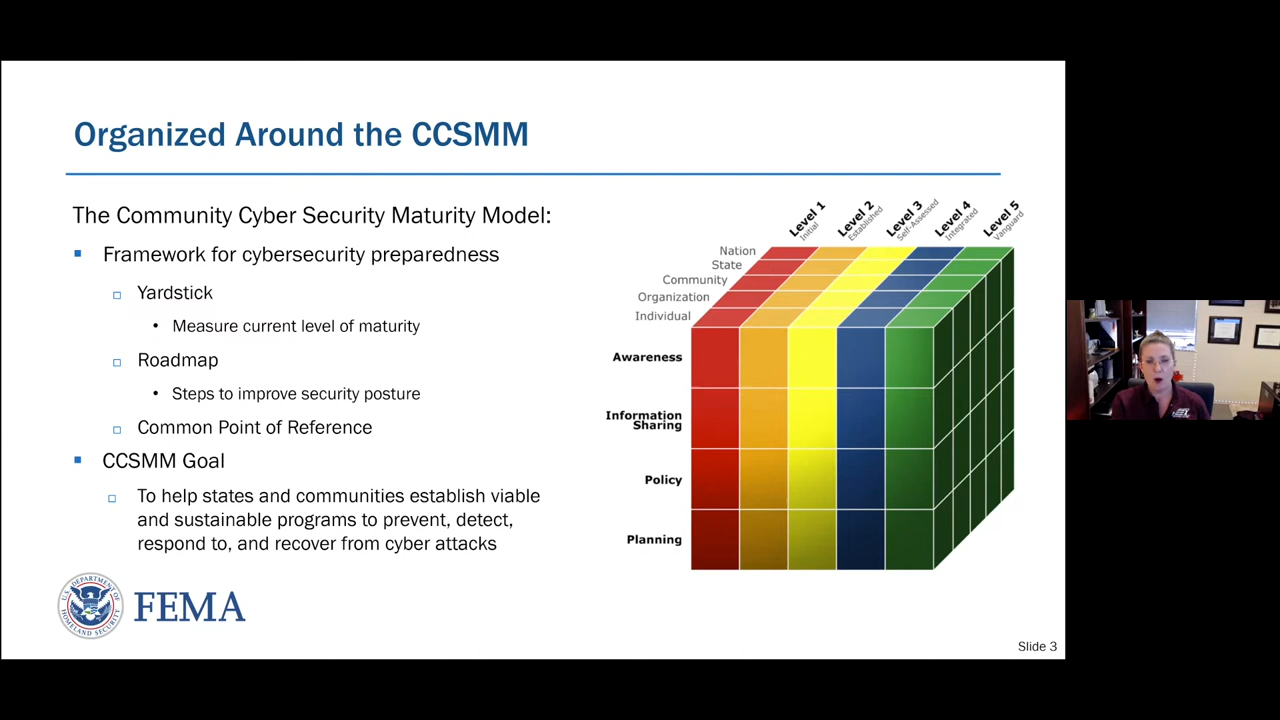 Organized Around the CCSMM
The Community Cyber Security Maturity Model:
Framework for cybersecurity preparedness
Yardstick
Measure current level of maturity
Roadmap
Steps to improve security posture
Common Point of Reference
CCSMM Goal
To help states and communities establish viable
and sustainable programs to prevent, detect,
respond to, and recover from cyber attacks
Level 1
Initial
Level 2
Established
Level 3
Self-Assessed
Level 4
Integrated
Level 5
Vanguard
Nation
State
Community
Organization
Individual
Awareness
Information
Sharing
Policy
Planning
U.S. DEPARTMENT OF
HOMELAND SECURITY
FEMA
Slide 3